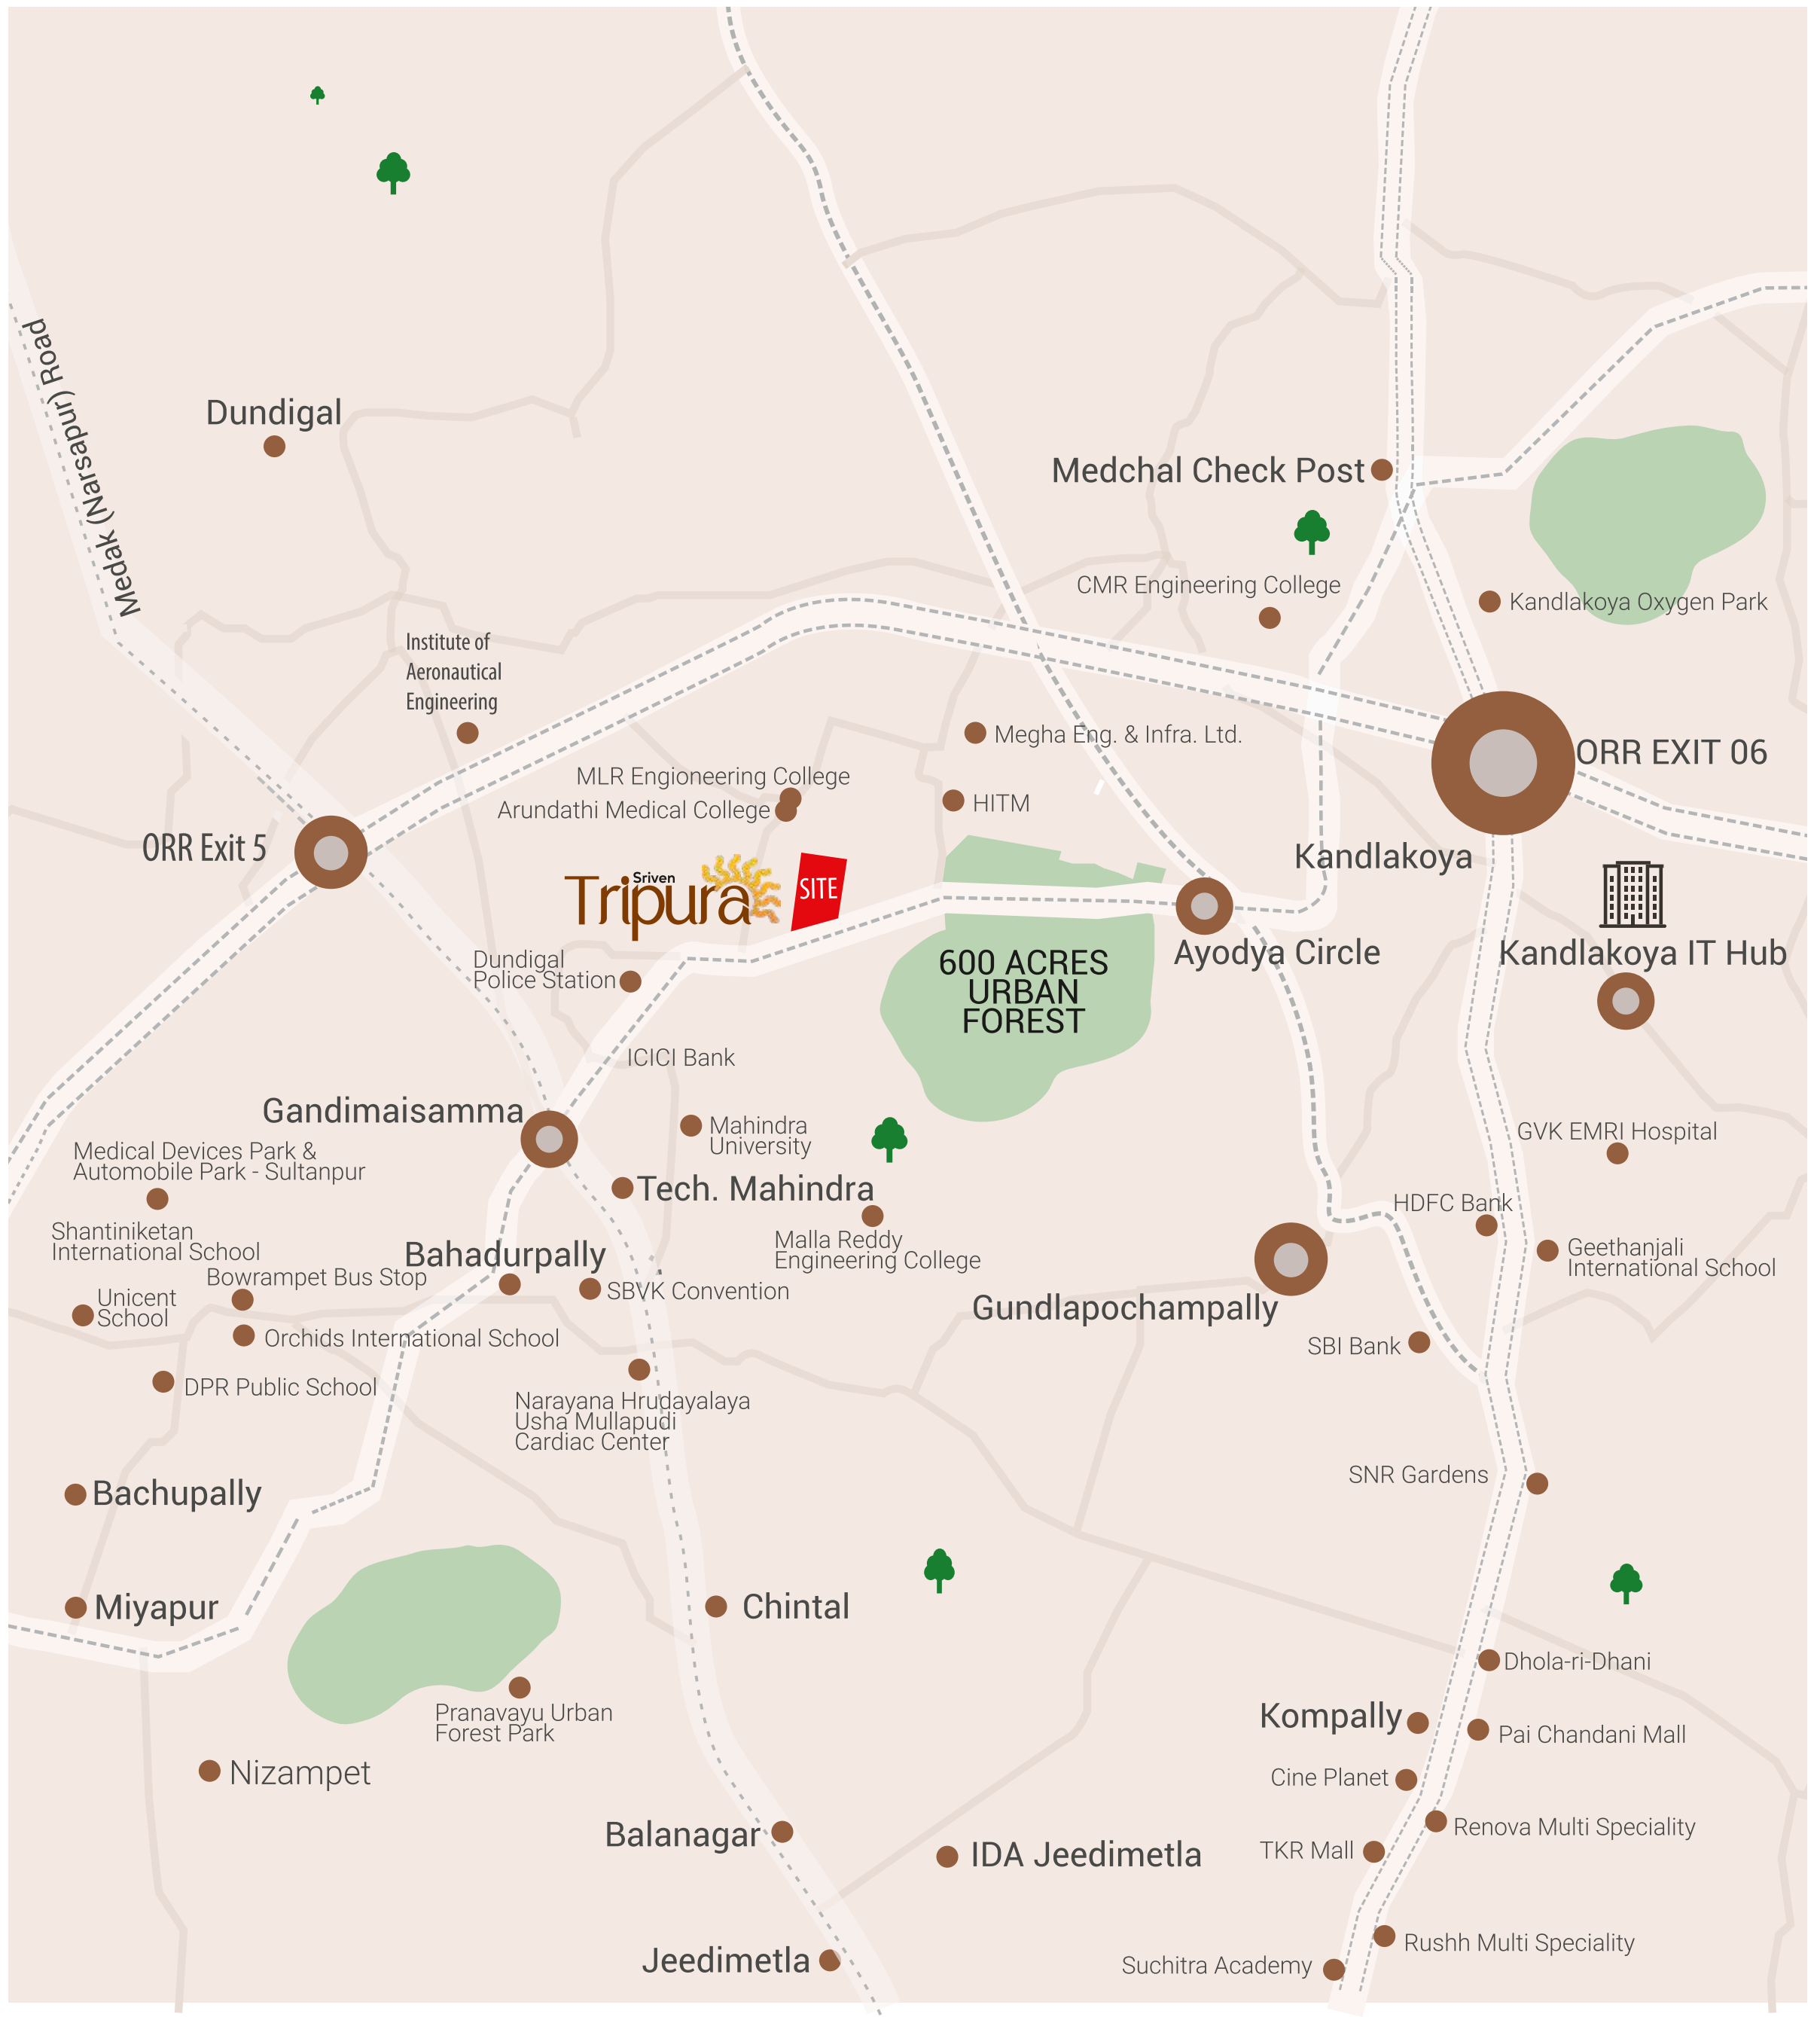 Medak (Narsapur) Road
Dundigal
Medchal Check Post
CMR Engineering College
Kandlakoya Oxygen Park
Institute of
Aeronautical
Engineering
Megha Eng. & Infra. Ltd.
ORR EXIT 06
MLR Engioneering College
Arundathi Medical College
HITM
ORR Exit 5
Kandlakoya
Sriven
Tripura
SITE
Kandlakoya IT Hub
Ayodya Circle
Dundigal
Police Station
600 ACRES
URBAN
FOREST
ICICI Bank
Gandimaisamma
Mahindra
University
GVK EMRI Hospital
Medical Devices Park &
Automobile Park - Sultanpur
Tech. Mahindra
HDFC Bank
Shantiniketan
International School
Malla Reddy
Engineering College
Geethanjali
International School
Bahadurpally
Bowrampet Bus Stop
SBVK Convention
Unicent
School
Gundlapochampally
Orchids International School
SBI Bank
DPR Public School
Narayana Hrudayalaya
Usha Mullapudi
Cardiac Center
SNR Gardens
Bachupally
Miyapur
Chintal
Dhola-ri-Dhani
Pranavayu Urban
Forest Park
Kompally
Pai Chandani Mall
Nizampet
Cine Planet
Renova Multi Speciality
Balanagar
IDA Jeedimetla
TKR Mall
Rushh Multi Speciality
Jeedimetla
Suchitra Academy